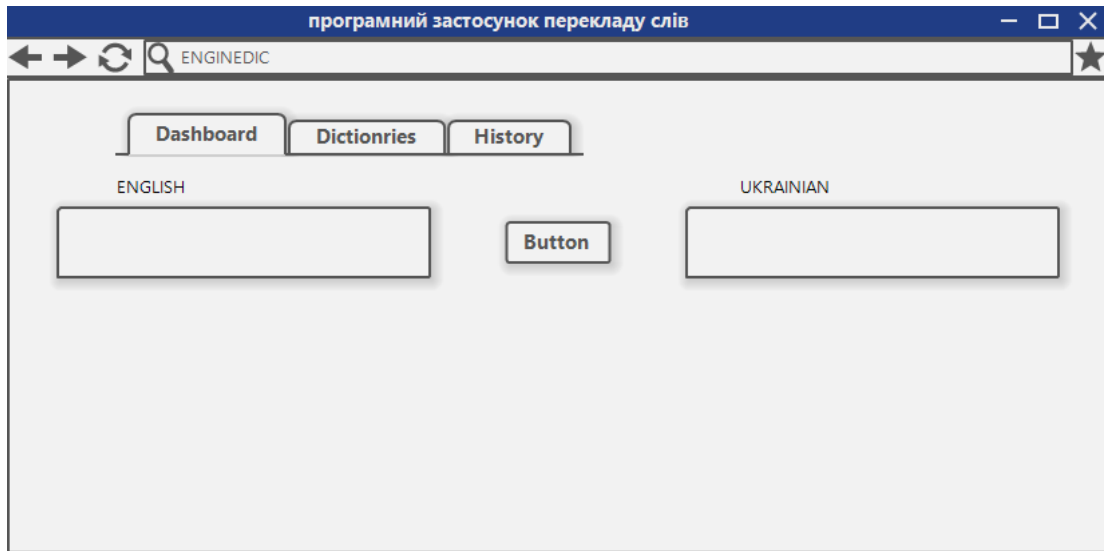 програмний застосунок перекладу слів
ENGINEDIC
Dashboard Dictionries History
ENGLISH UKRAINIAN
Button